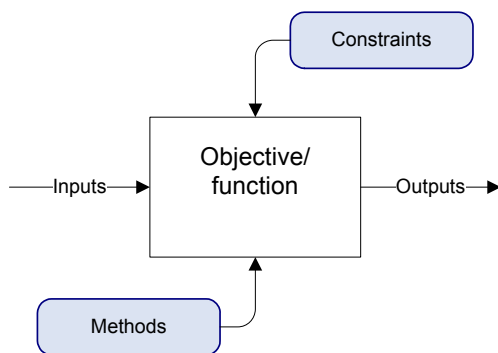 Constraints
Objective/
function
Inputs
Outputs
Methods